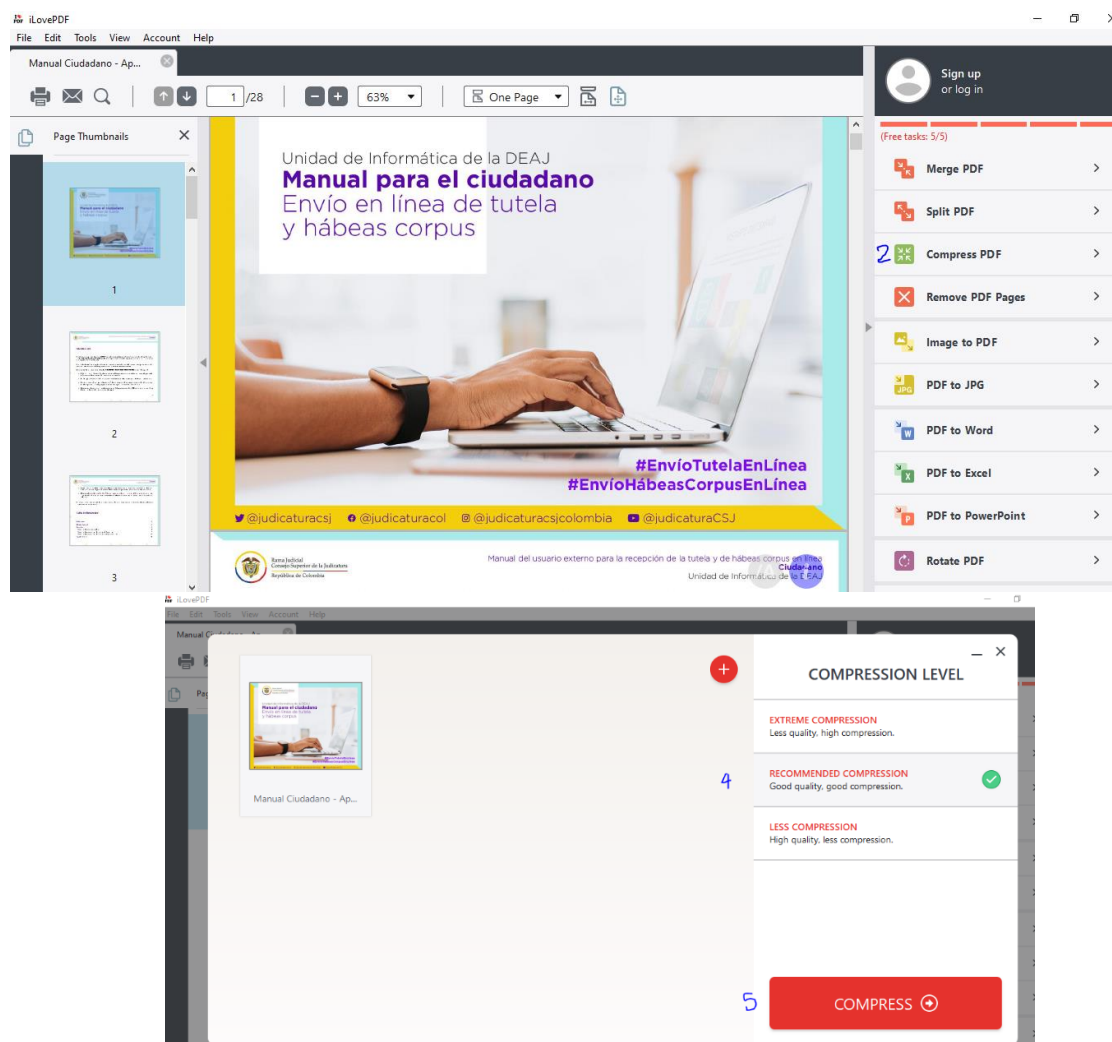 iLovePDF
File Edit Tools View Account Help
Manual Ciudadano - Ap...
1 /28 63% One Page
Page Thumbnails
1
2
3
Unidad de Informática de la DEAJ
Manual para el ciudadano
Envío en línea de tutela
y hábeas corpus
#EnvíoTutelaEnLínea
#EnvíoHábeasCorpusEnLínea
@judicaturacsj @judicaturacol @judicaturacsjcolombia @judicaturaCSJ
Rama Judicial
Consejo Superior de la Judicatura
República de Colombia
Manual del usuario externo para la recepción de la tutela y de hábeas corpus en línea
Ciudadano
Unidad de Informática de la DEAJ
Sign up
or log in
(Free tasks: 5/5)
Merge PDF
Split PDF
2 Compress PDF
Remove PDF Pages
Image to PDF
JPG PDF to JPG
W PDF to Word
X PDF to Excel
P PDF to PowerPoint
Rotate PDF
iLovePDF
File Edit Tools View Account Help
Manual Ciudadano - Ap...
COMPRESSION LEVEL
EXTREME COMPRESSION
Less quality, high compression.
4
RECOMMENDED COMPRESSION
Good quality, good compression.
LESS COMPRESSION
High quality, less compression.
5
COMPRESS